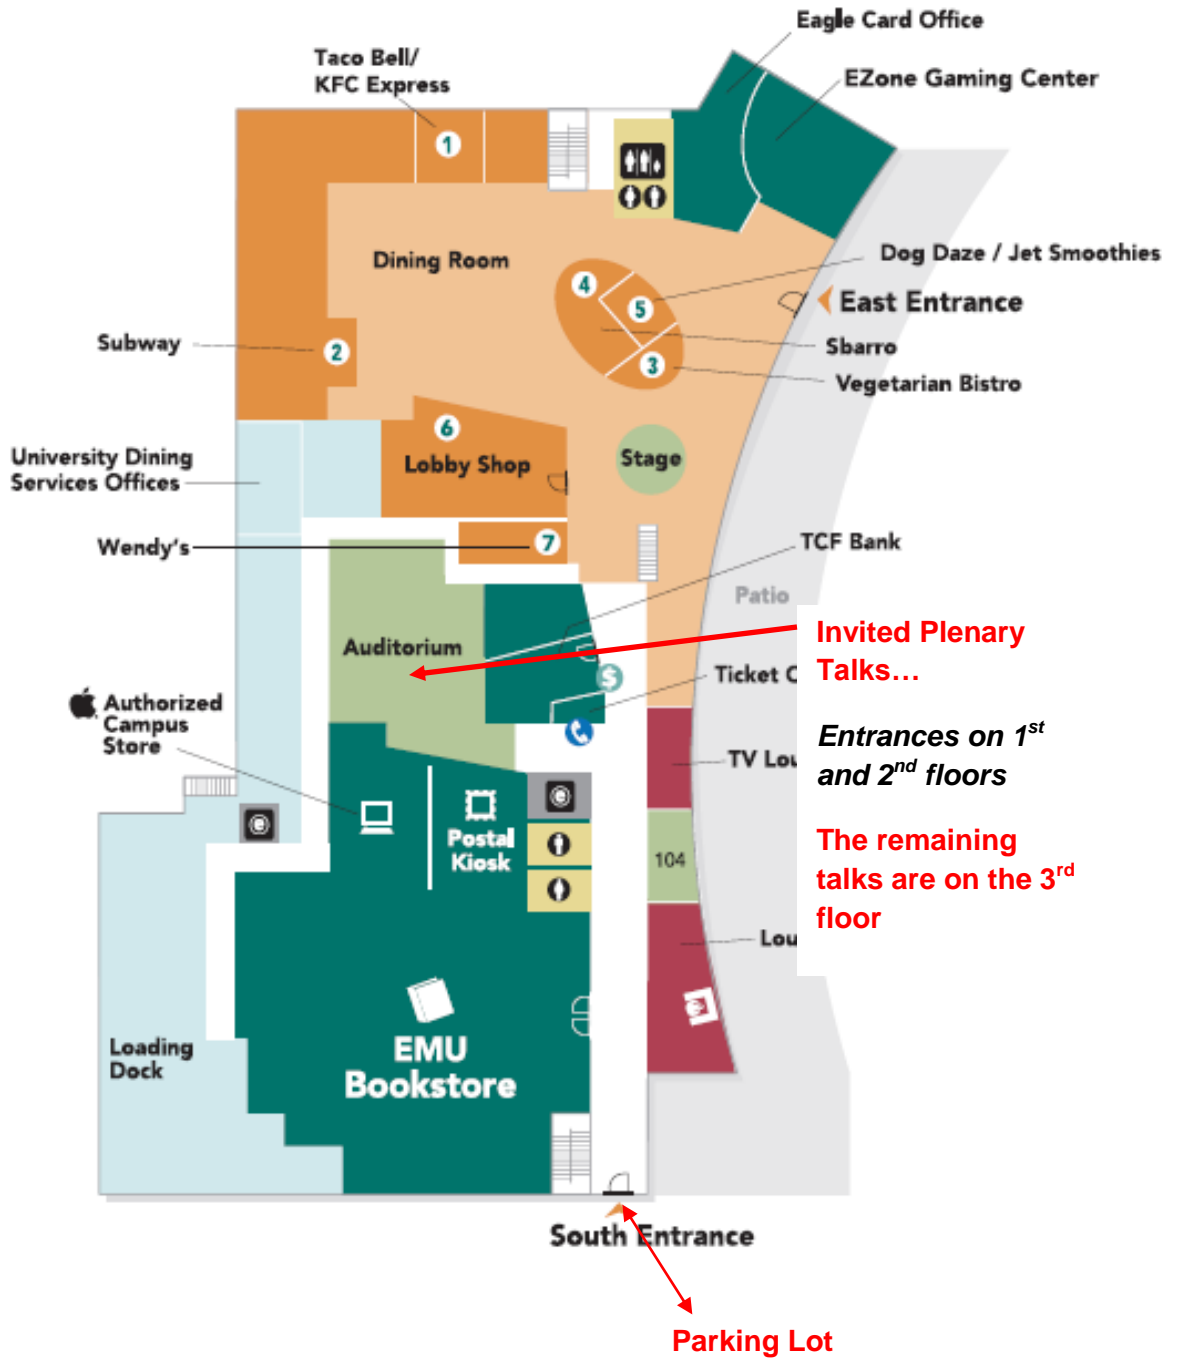 Eagle Card Office
Taco Bell/
KFC Express
EZone Gaming Center
1
Dining Room
Dog Daze / Jet Smoothies
4
5
East Entrance
Subway
2
Sbarro
3
Vegetarian Bistro
6
University Dining
Services Offices
Lobby Shop
Stage
Wendy's
7
TCF Bank
Patio
Auditorium
Invited Plenary
Talks…
$
Ticket
Authorized
Campus
Store
Entrances on 1st
and 2nd floors
TV
e
e
Postal
Kiosk
104
The remaining
talks are on the 3rd
floor
Loading
Dock
EMU
Bookstore
South Entrance
Parking Lot